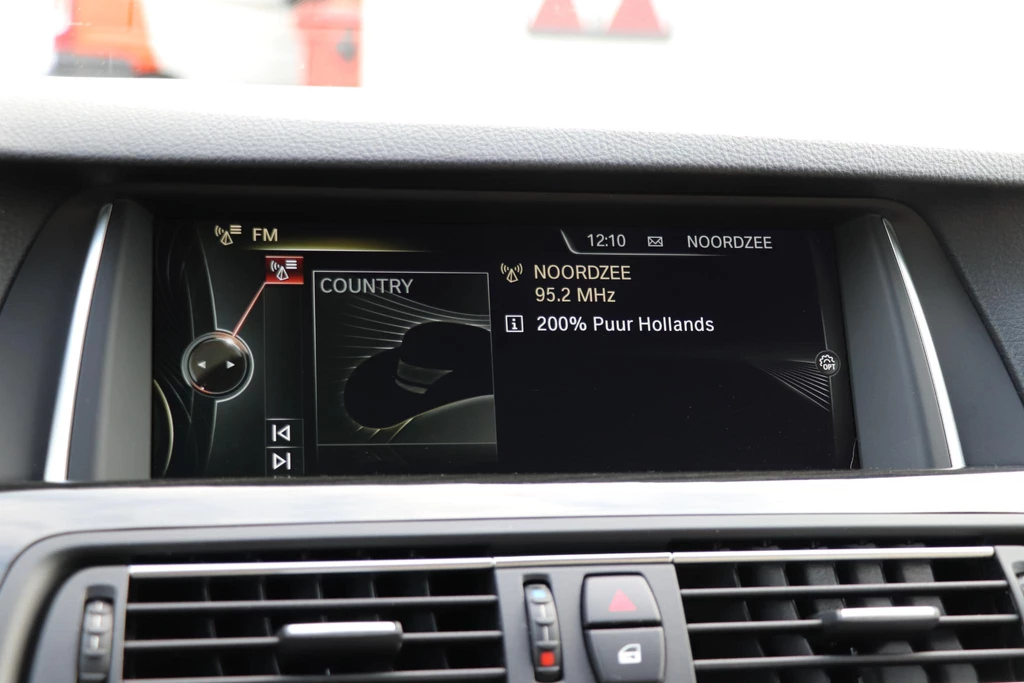 FM
12:10 NOORDZEE
COUNTRY
NOORDZEE
95.2 MHz
200% Puur Hollands
OPT